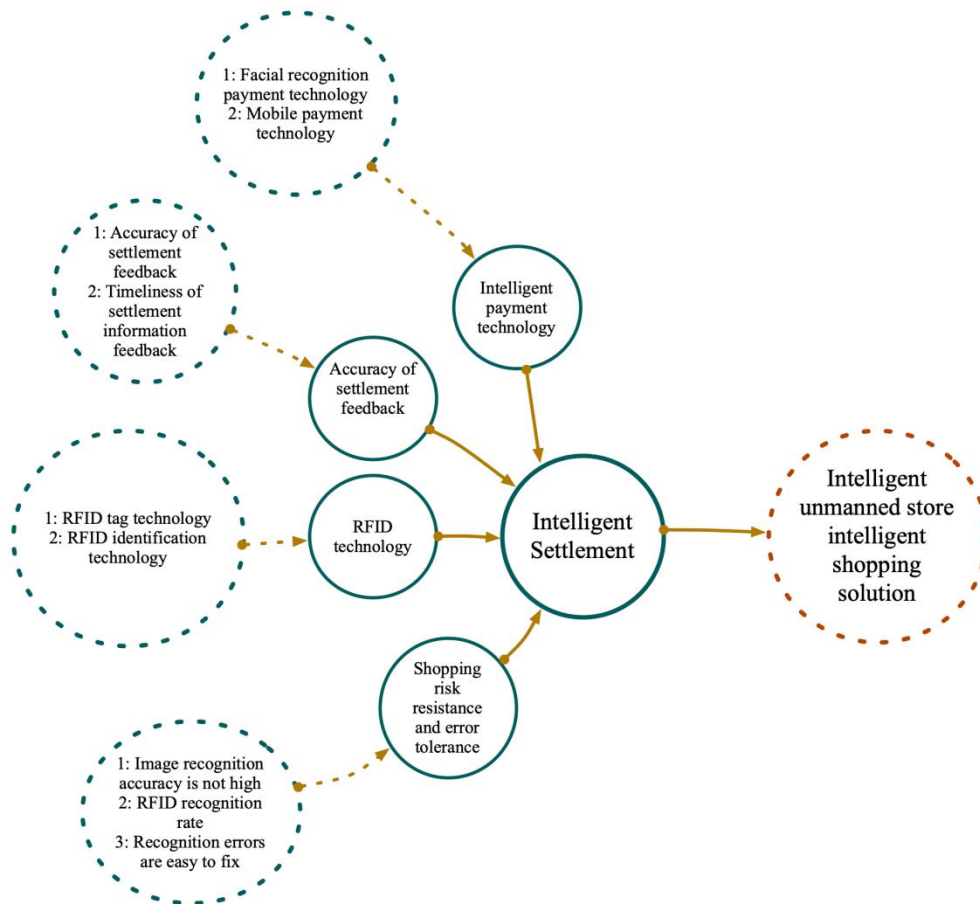 1: Facial recognition
payment technology
2: Mobile payment
technology
1: Accuracy of
settlement
feedback
2: Timeliness of
settlement
information
feedback
Intelligent
payment
technology
Accuracy of
settlement
feedback
1: RFID tag technology
2: RFID identification
technology
RFID
technology
Intelligent
Settlement
Intelligent
unmanned store
intelligent
shopping
solution
Shopping
risk
resistance
and error
tolerance
1: Image recognition
accuracy is not high
2: RFID recognition
rate
3: Recognition errors
are easy to fix